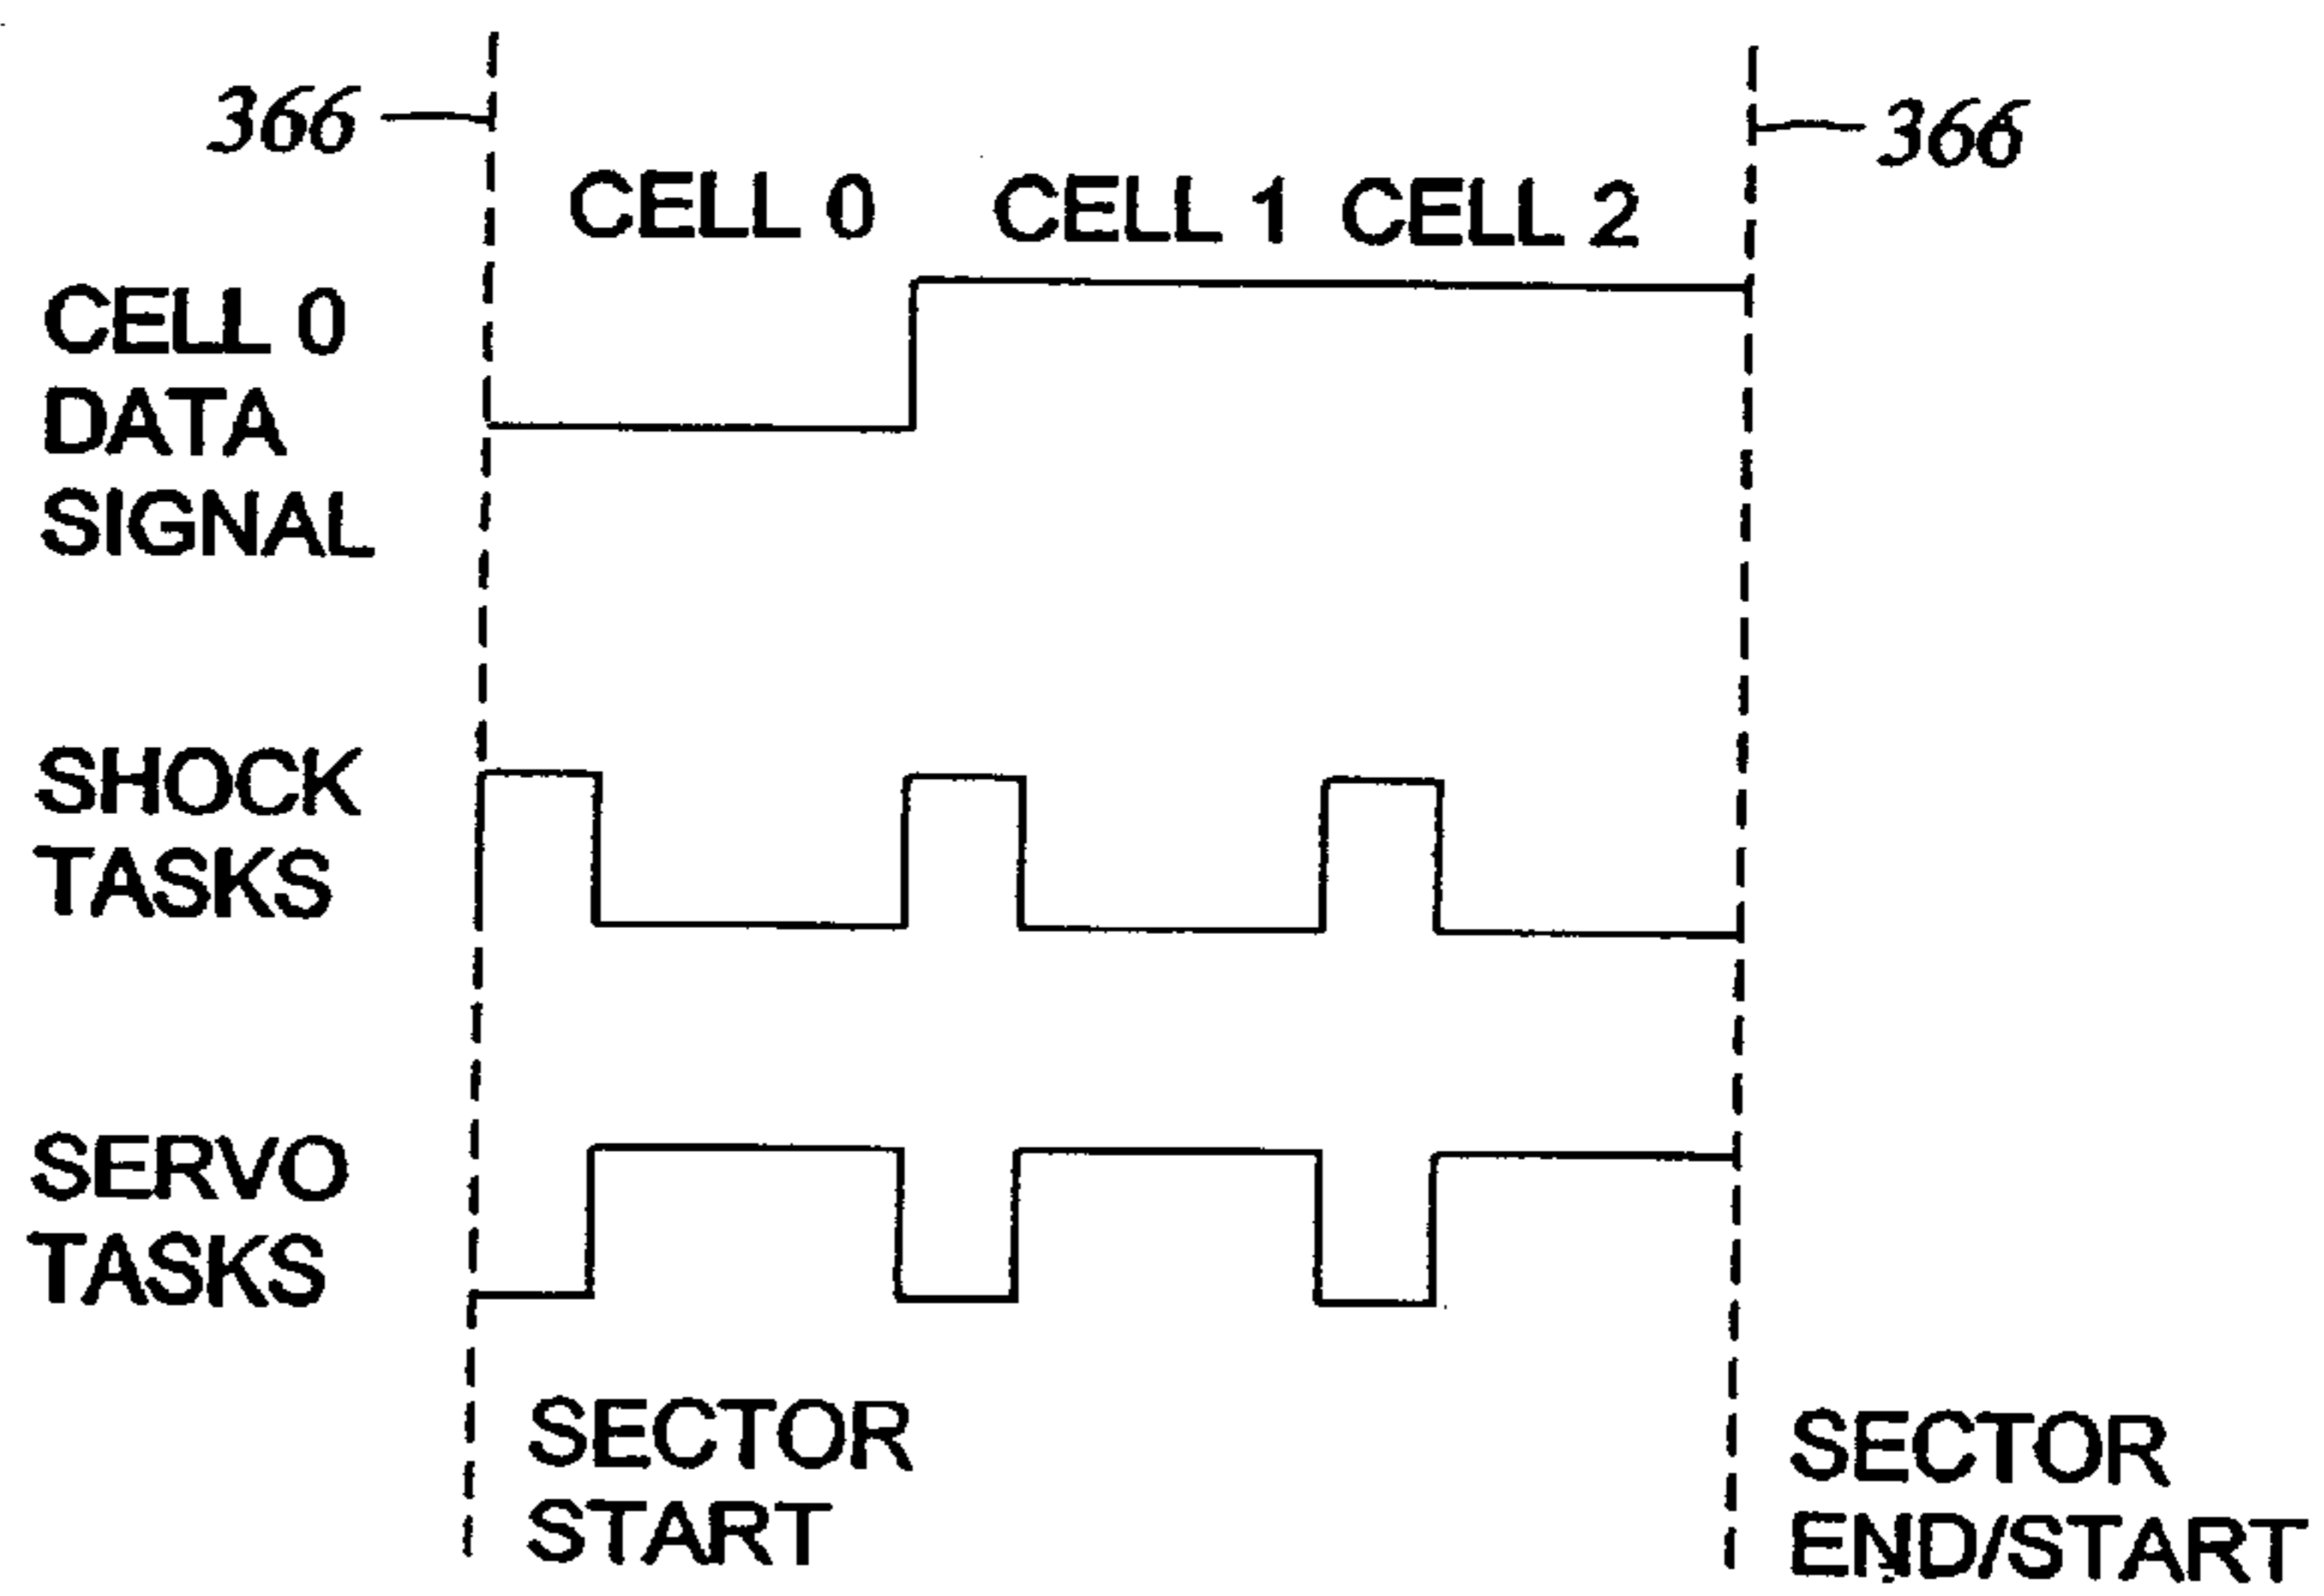 366
366
CELL 0 CELL 1 CELL 2
CELL 0
DATA
SIGNAL
SHOCK
TASKS
SERVO
TASKS
SECTOR
START
SECTOR
END/START